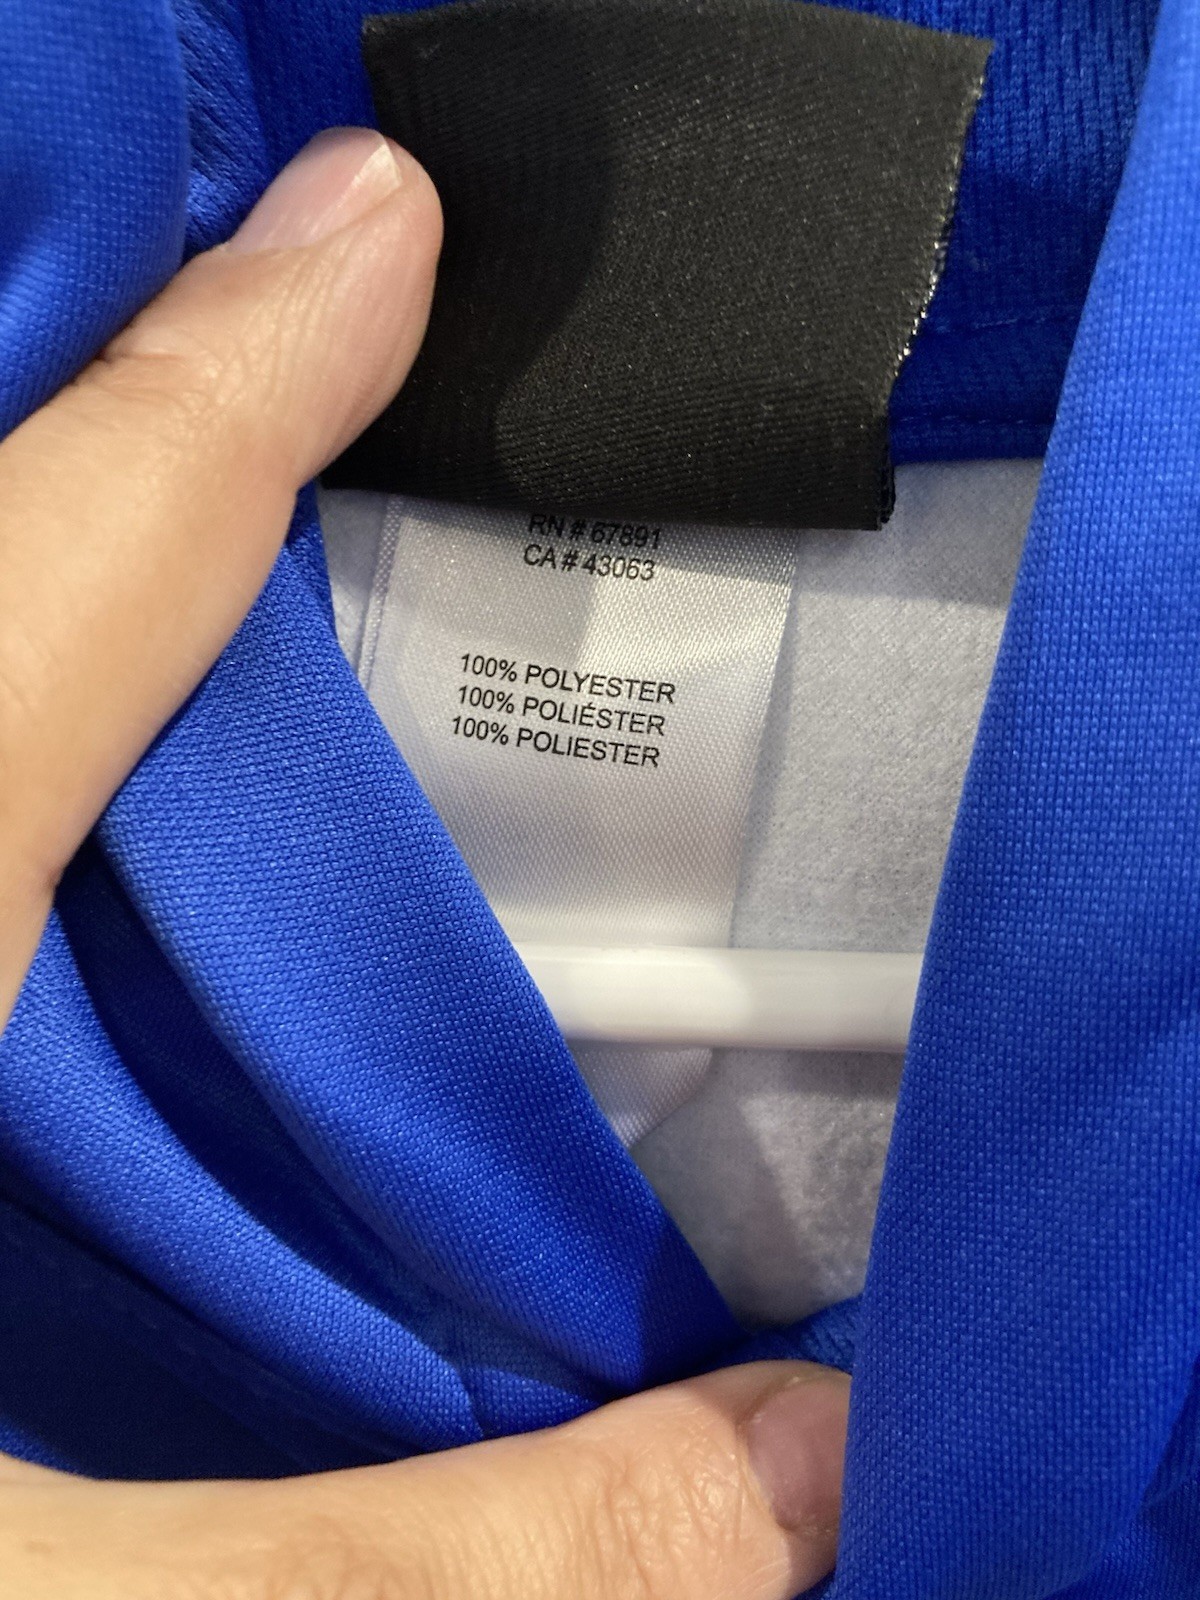 RN # 67891
CA # 43063
100% POLYESTER
100% POLIÉSTER
100% POLIESTER